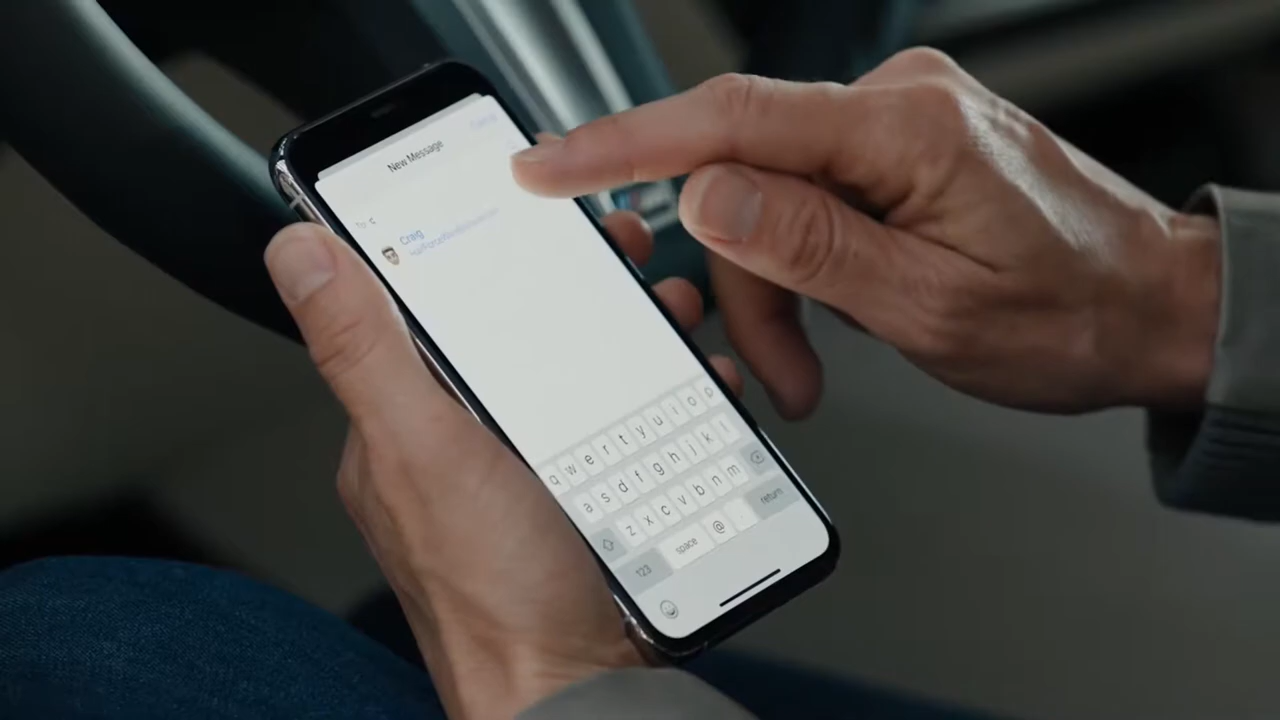 New Message
To: c
Craig
q w e r t y u i o p
a s d f g h j k l
z x c v b n m
123 space @ . return